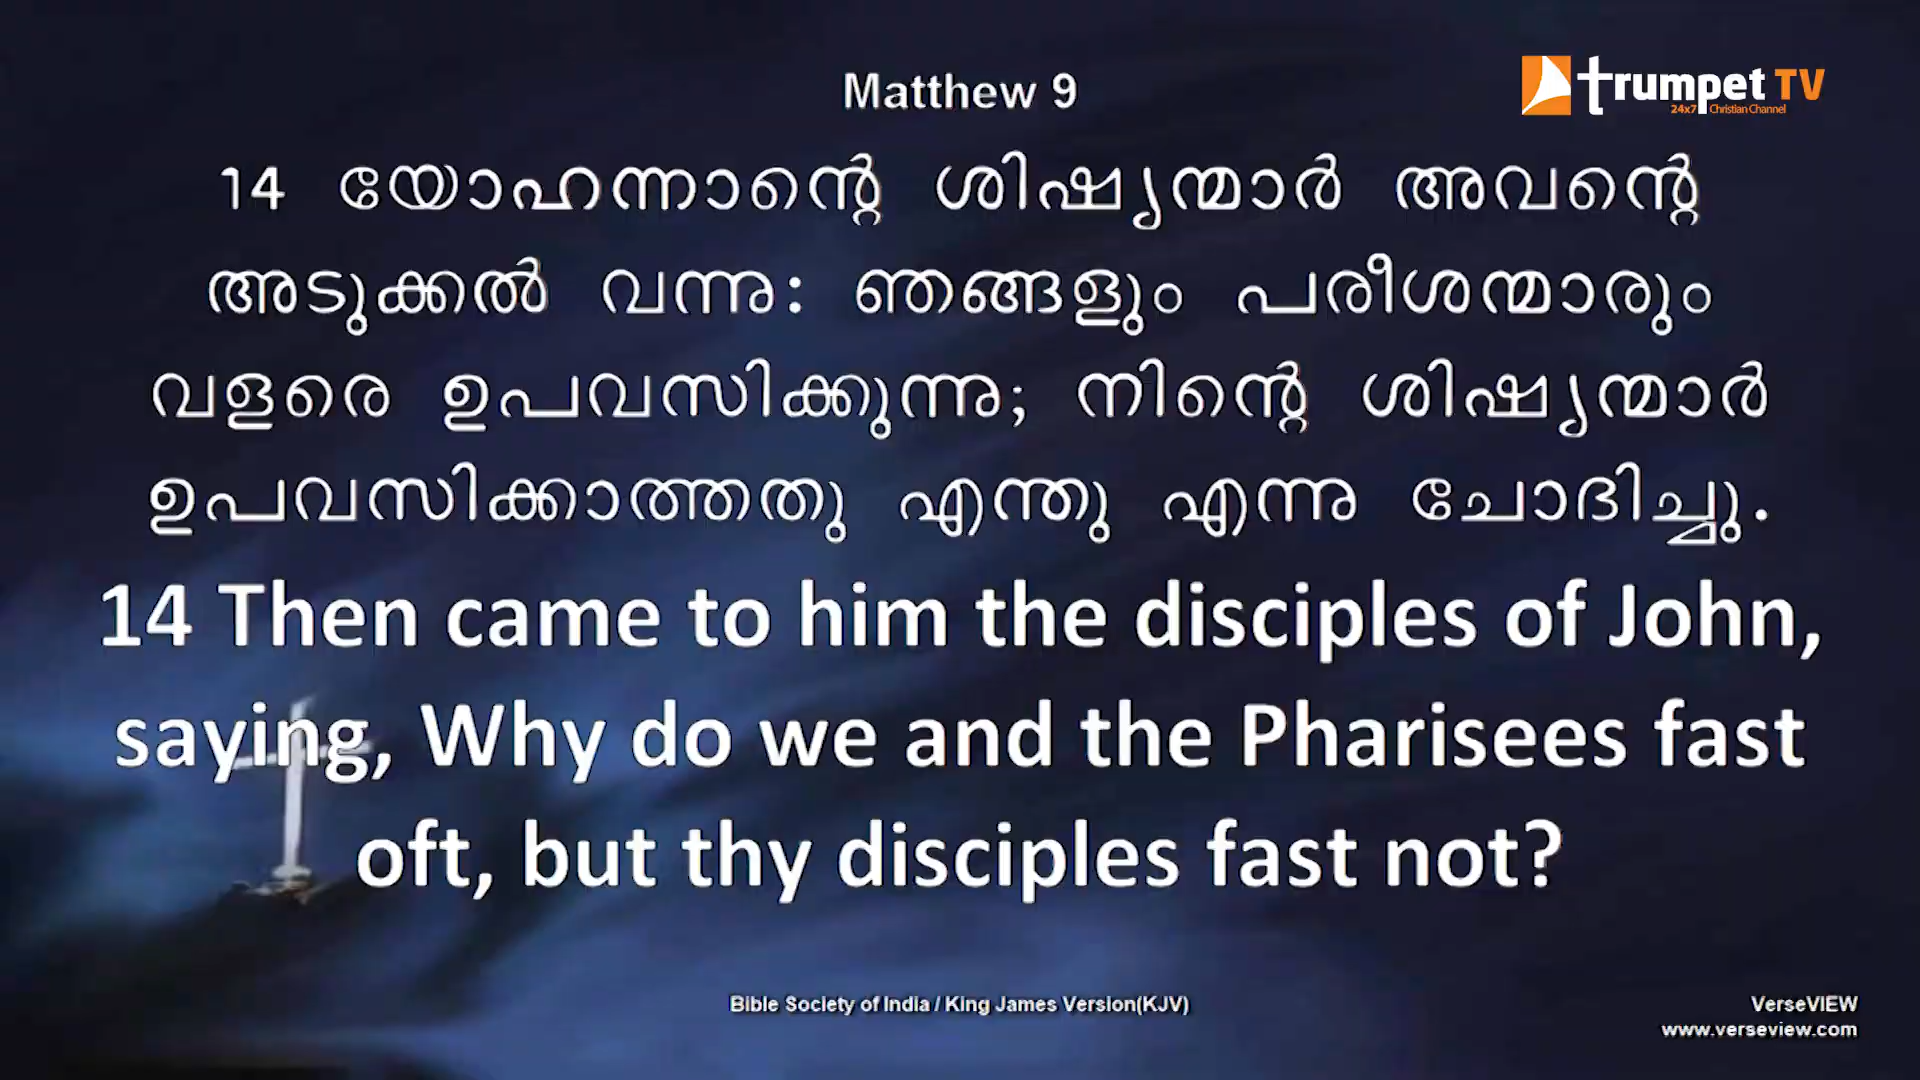 Matthew 9
trumpet TV
24x7 Christian Channel
14 യോഹന്നാന്റെ ശിഷ്യന്മാർ അവന്റെ
അടുക്കൽ വന്നു: ഞങ്ങളും പരീശന്മാരും
വളരെ ഉപവസിക്കുന്നു; നിന്റെ ശിഷ്യന്മാർ
ഉപവസിക്കാത്തതു എന്തു എന്നു ചോദിച്ചു.
14 Then came to him the disciples of John,
saying, Why do we and the Pharisees fast
oft, but thy disciples fast not?
Bible Society of India / King James Version(KJV)
VerseVIEW
www.verseview.com